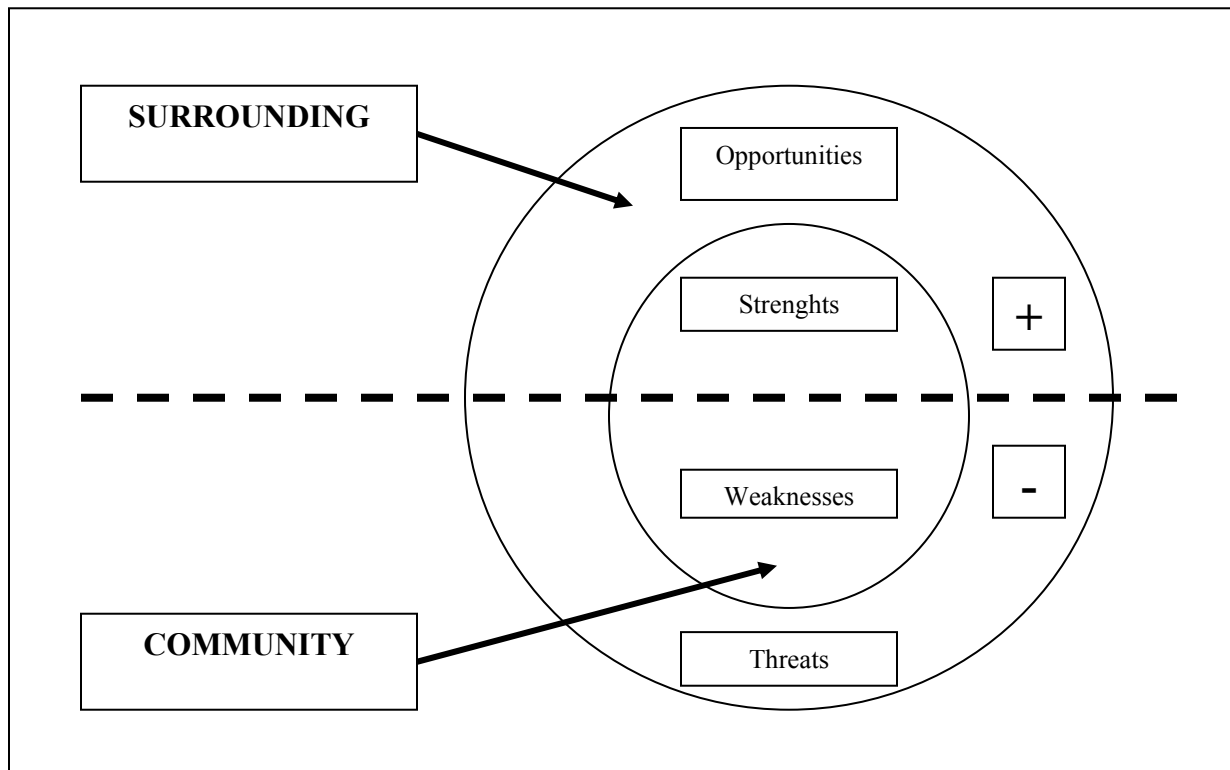 SURROUNDING
Opportunities
Strenghts
+
Weaknesses
-
COMMUNITY
Threats